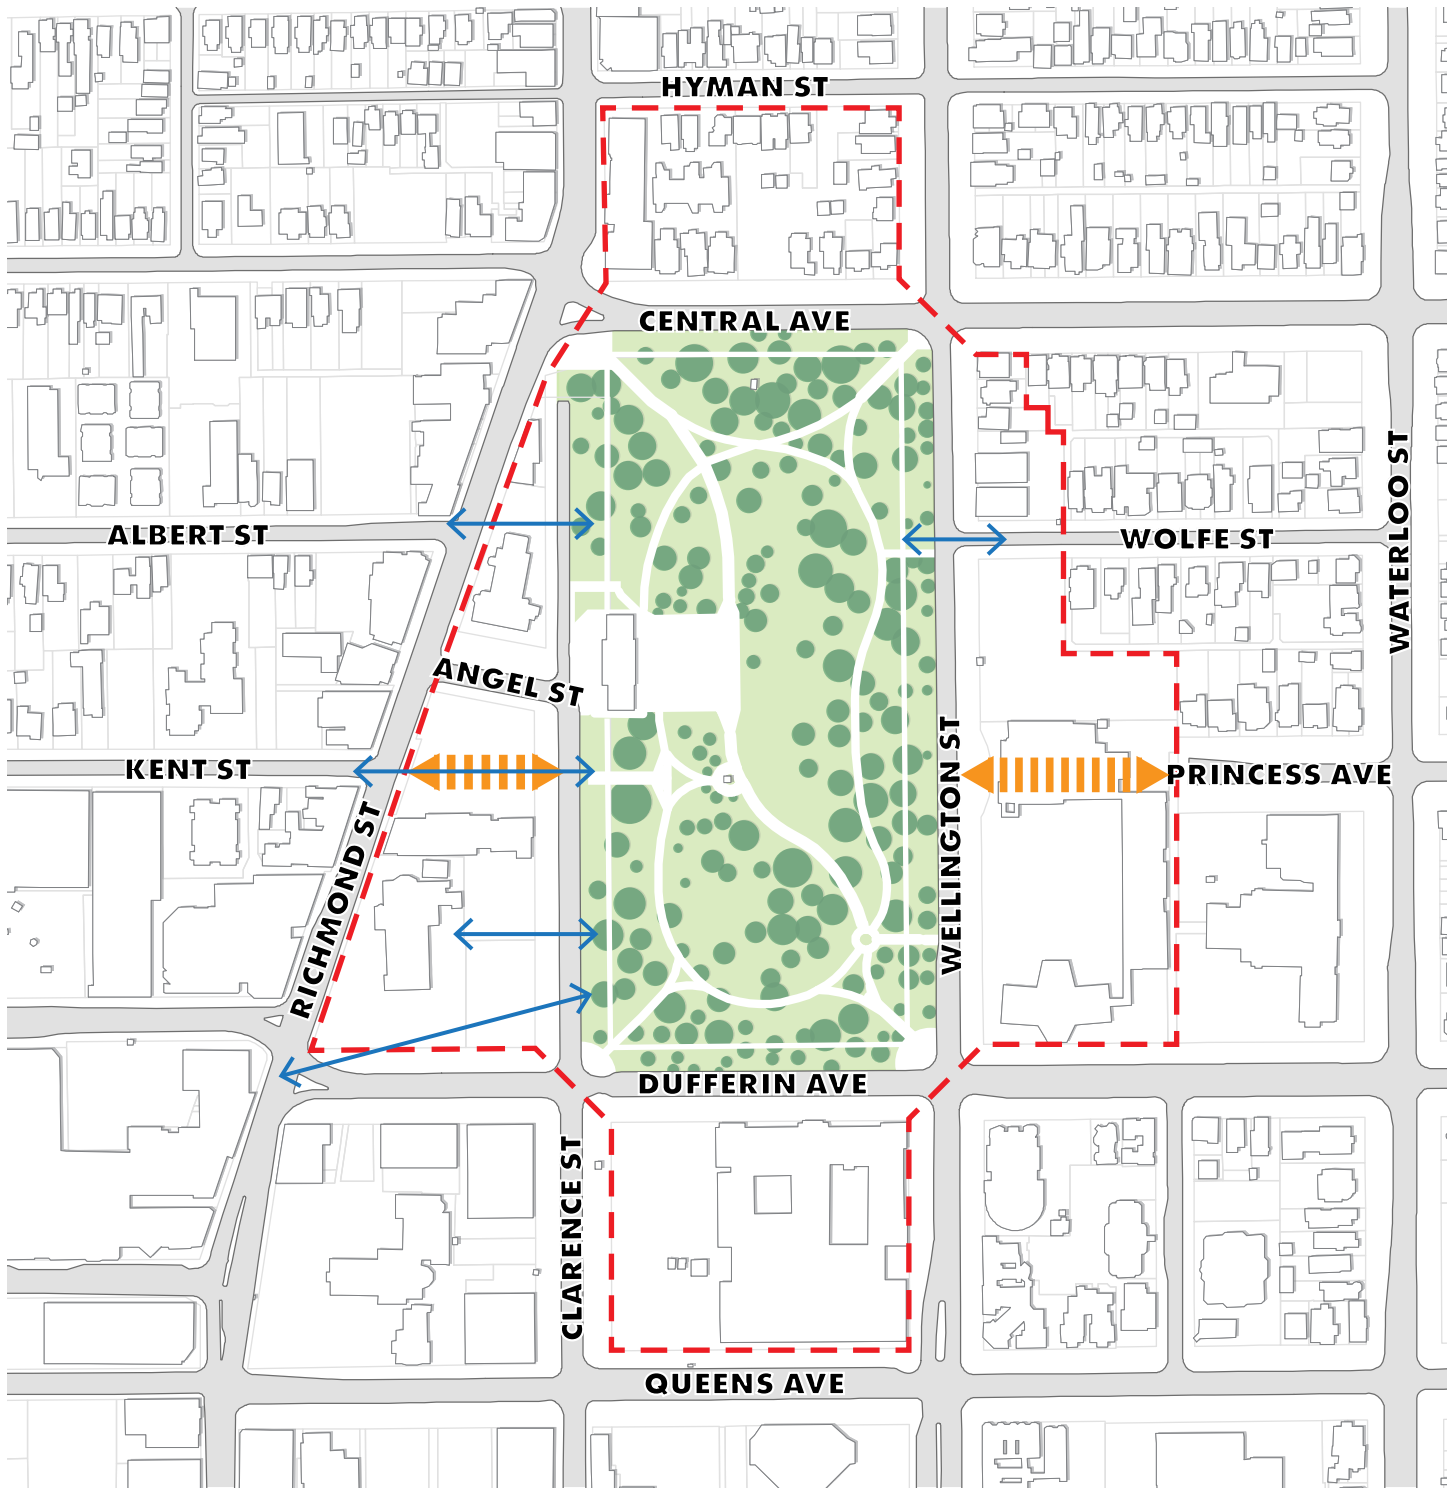 HYMAN ST
CENTRAL AVE
ALBERT ST
WOLFE ST
WATERLOO ST
ANGEL ST
KENT ST
WELLINGTON ST
PRINCESS AVE
RICHMOND ST
DUFFERIN AVE
CLARENCE ST
QUEENS AVE